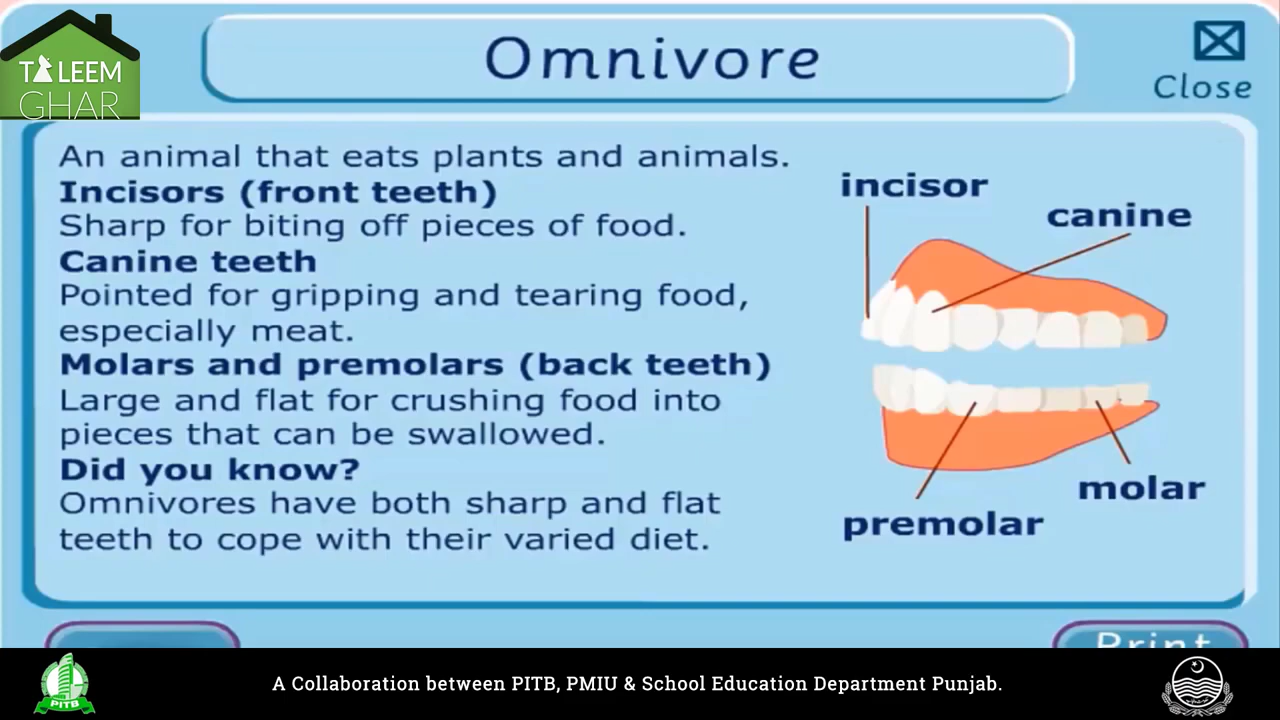 TALEEM
GHAR
Omnivore
Close
An animal that eats plants and animals.
Incisors (front teeth)
Sharp for biting off pieces of food.
Canine teeth
Pointed for gripping and tearing food,
especially meat.
Molars and premolars (back teeth)
Large and flat for crushing food into
pieces that can be swallowed.
Did you know?
Omnivores have both sharp and flat
teeth to cope with their varied diet.
incisor
canine
molar
premolar
Print
PITB
A Collaboration between PITB, PMIU & School Education Department Punjab.